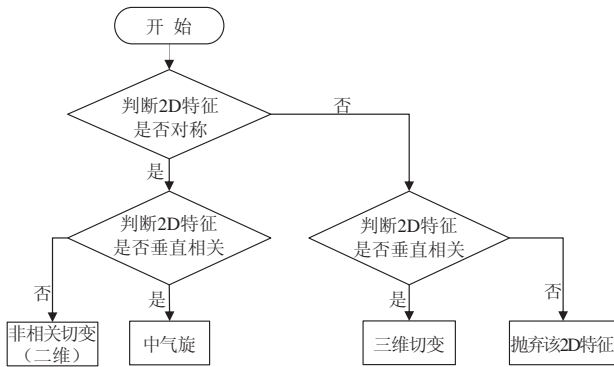 开 始
判断2D特征
是否对称
否
是
判断2D特征
是否垂直相关
判断2D特征
是否垂直相关
否
是
是
否
非相关切变
（二维）
中气旋
三维切变
抛弃该2D特征